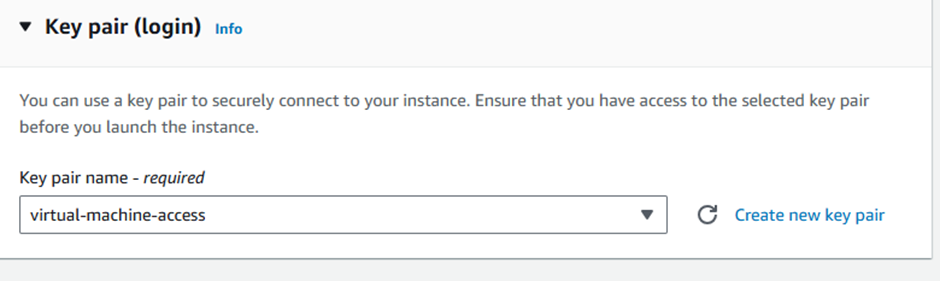 Key pair (login) Info
You can use a key pair to securely connect to your instance. Ensure that you have access to the selected key pair
before you launch the instance.
Key pair name - required
virtual-machine-access
Create new key pair